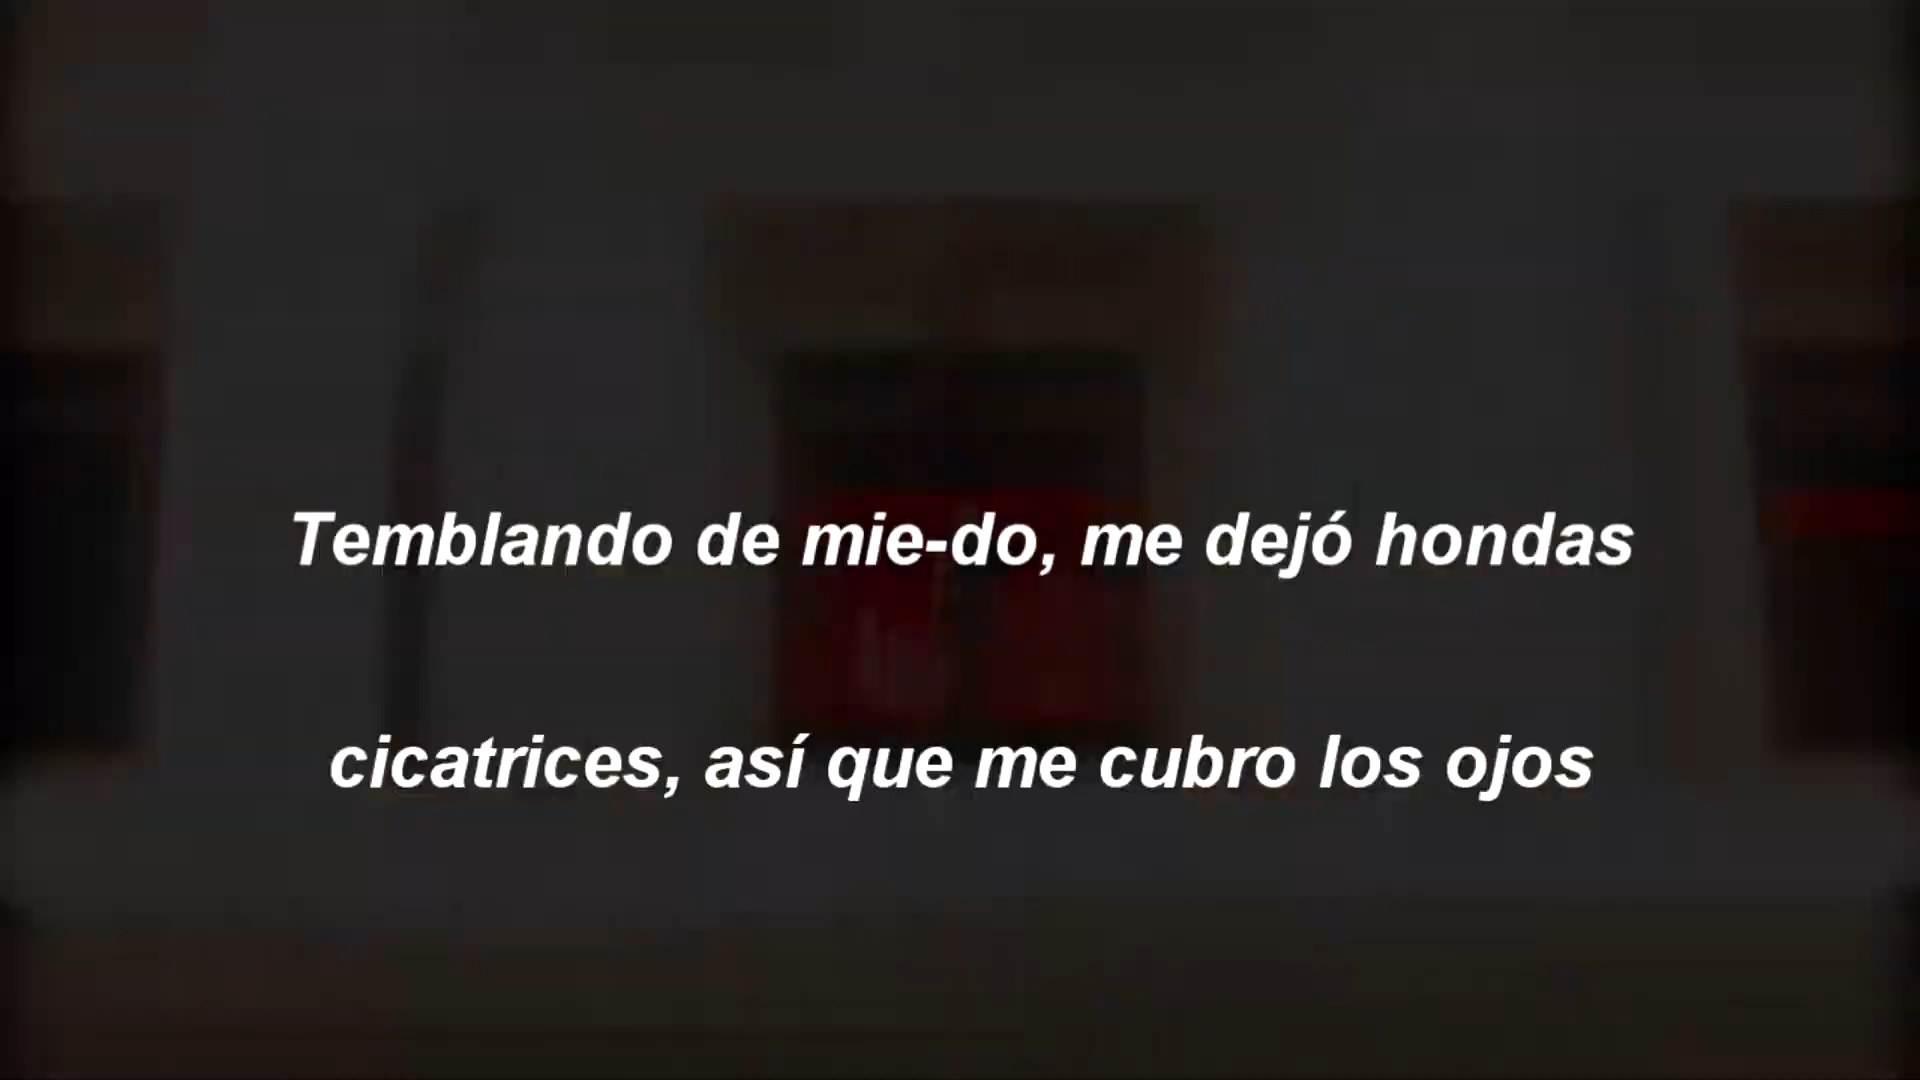 Temblando de mie-do, me dejó hondas
cicatrices, así que me cubro los ojos